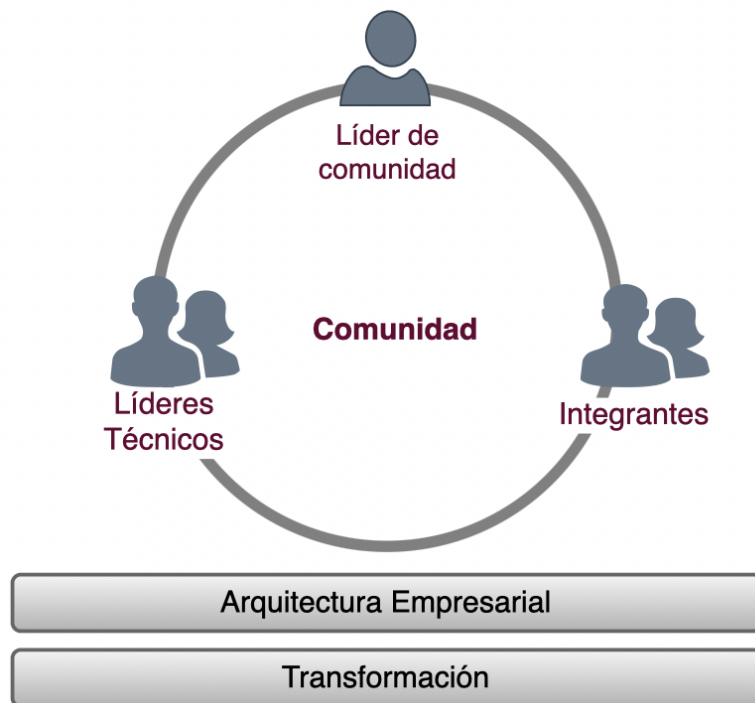 Líder de
comunidad
Comunidad
Líderes
Técnicos
Integrantes
Arquitectura Empresarial
Transformación